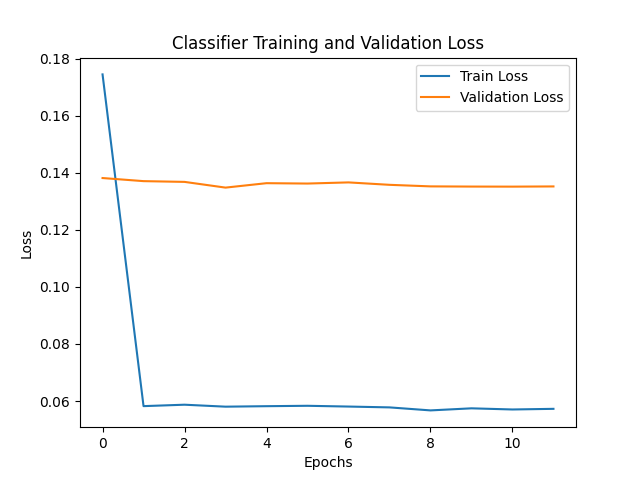 Classifier Training and Validation Loss
Train Loss
Validation Loss
0.18
0.16
0.14
0.12
0.10
0.08
0.06
Loss
0 2 4 6 8 10
Epochs